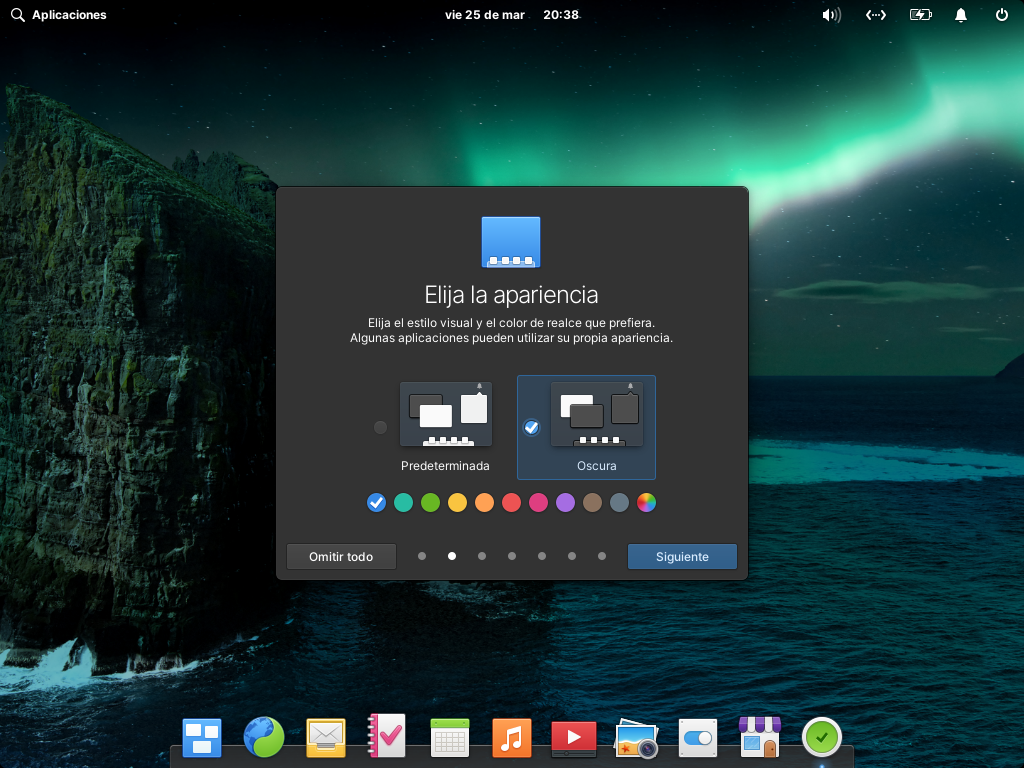 Aplicaciones
vie 25 de mar 20:38
Elija la apariencia
Elija el estilo visual y el color de realce que prefiera.
Algunas aplicaciones pueden utilizar su propia apariencia.
Predeterminada
Oscura
Omitir todo
Siguiente